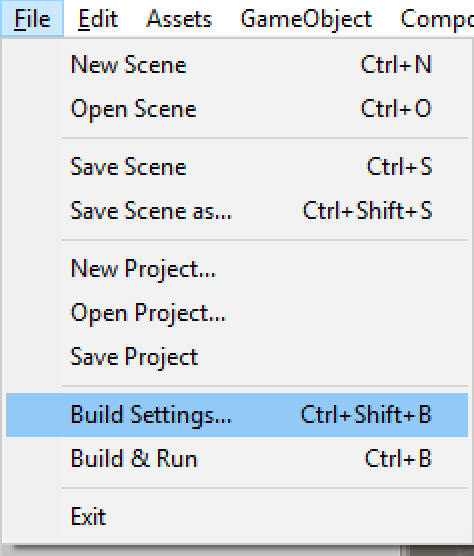 File Edit Assets GameObject Compo
New Scene Ctrl+N
Open Scene Ctrl+O
Save Scene Ctrl+S
Save Scene as... Ctrl+Shift+S
New Project...
Open Project...
Save Project
Build Settings... Ctrl+Shift+B
Build & Run Ctrl+B
Exit